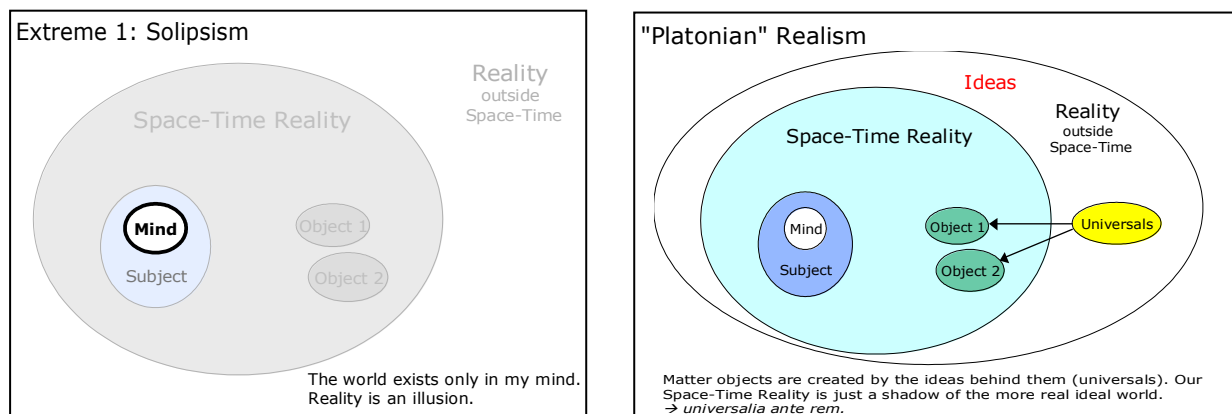 Extreme 1: Solipsism
Reality
outside
Space-Time
Space-Time Reality
Mind
Subject
Object 1
Object 2
The world exists only in my mind.
Reality is an illusion.
"Platonian" Realism
Ideas
Reality
outside
Space-Time
Space-Time Reality
Mind
Subject
Object 1
Object 2
Universals
Matter objects are created by the ideas behind them (universals). Our
Space-Time Reality is just a shadow of the more real ideal world.
→ universalia ante rem.